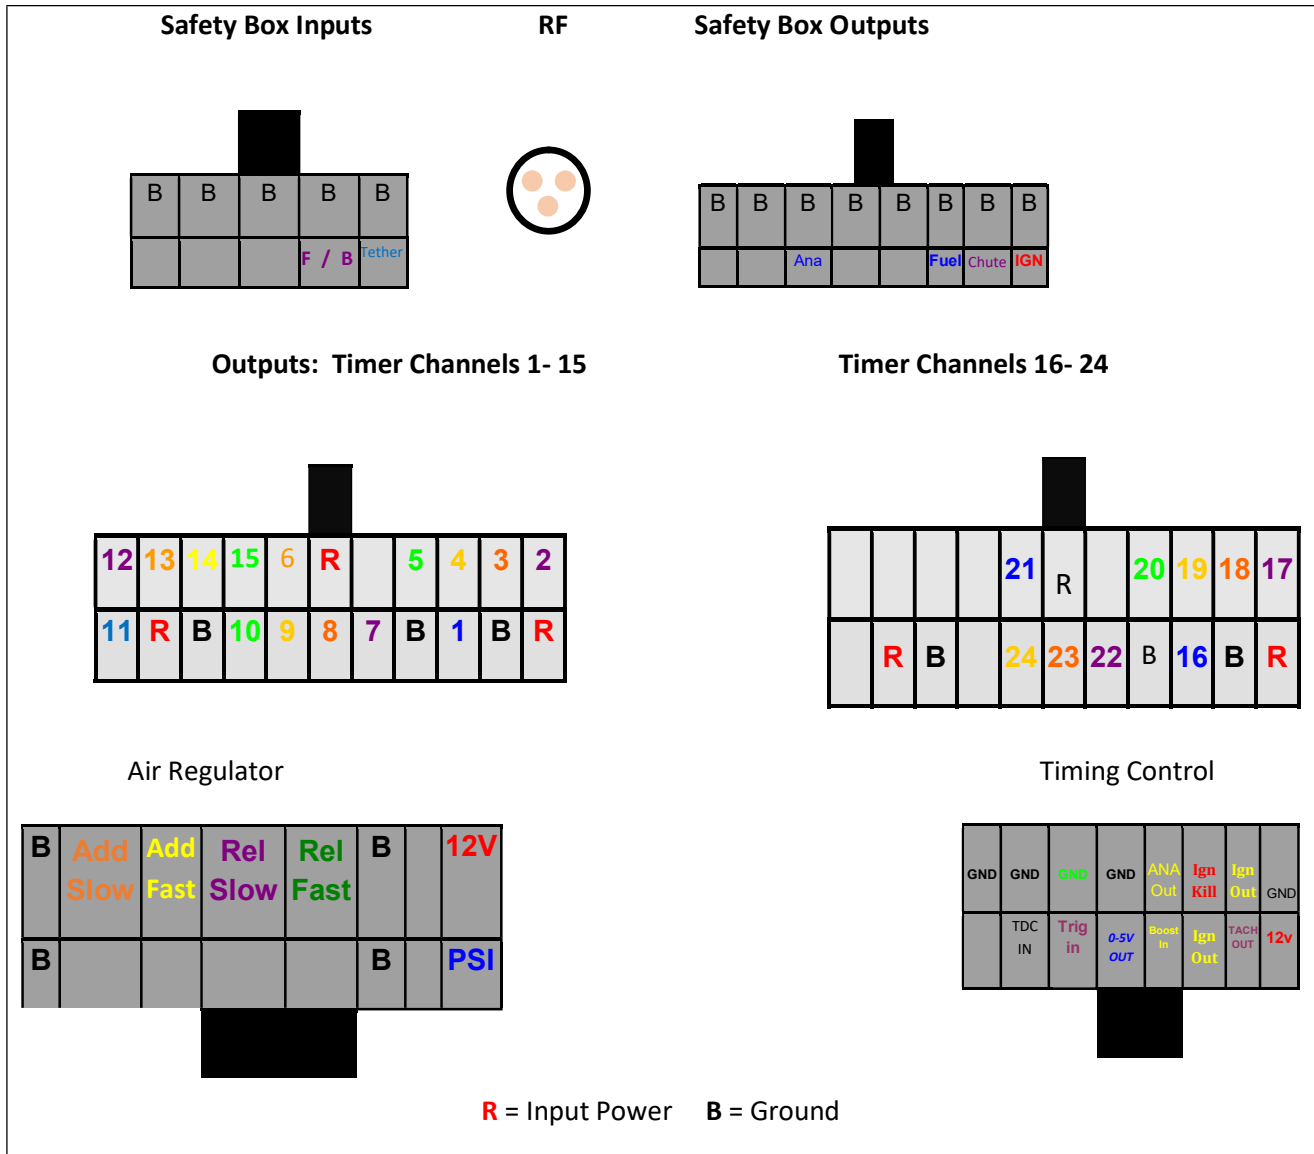 Safety Box Inputs RF Safety Box Outputs
B B B B B
F / B Tether
B B B B B B B B
Ana Fuel Chute IGN
Outputs: Timer Channels 1- 15 Timer Channels 16- 24
12 13 14 15 6 R 5 4 3 2
11 R B 10 9 8 7 B 1 B R
21 R 20 19 18 17
R B 24 23 22 B 16 B R
Air Regulator Timing Control
B Add Add Rel Rel B 12V
Slow Fast Slow Fast
B B PSI
GND GND GND GND ANA Ign Ign GND
Out Kill Out
TDC Trig 0-5V Boost Ign TACH 12v
IN in OUT In Out OUT
R = Input Power B = Ground